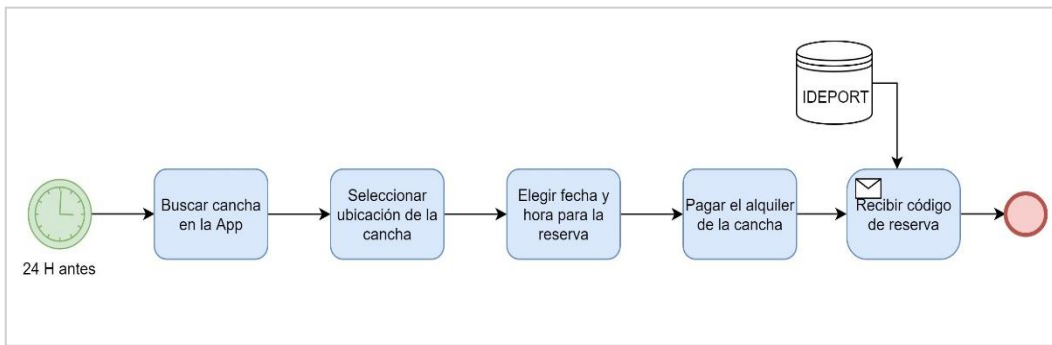 IDEPORT
24 H antes
Buscar cancha
en la App
Seleccionar
ubicación de la
cancha
Elegir fecha y
hora para la
reserva
Pagar el alquiler
de la cancha
Recibir código
de reserva